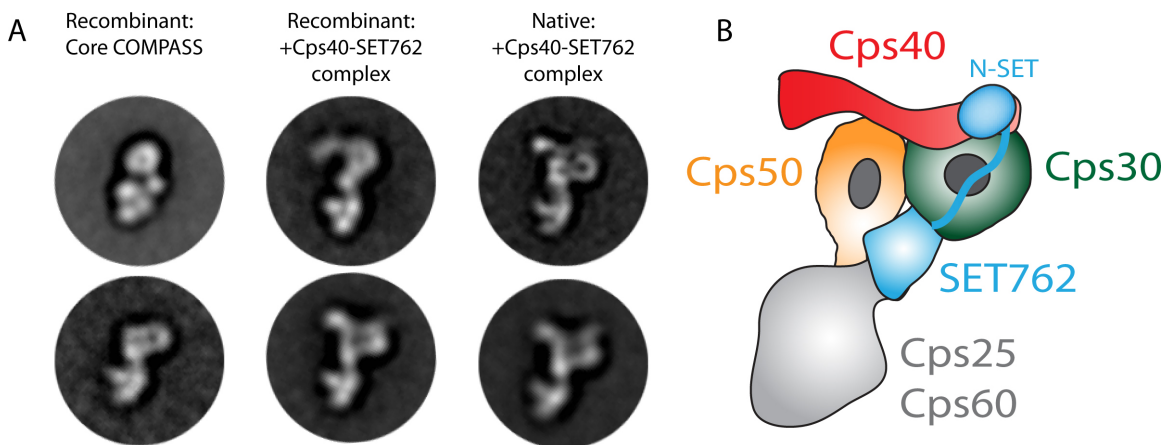 A
Recombinant:
Core COMPASS
Recombinant:
+Cps40-SET762
complex
Native:
+Cps40-SET762
complex
B
Cps40
N-SET
Cps50
Cps30
SET762
Cps25
Cps60